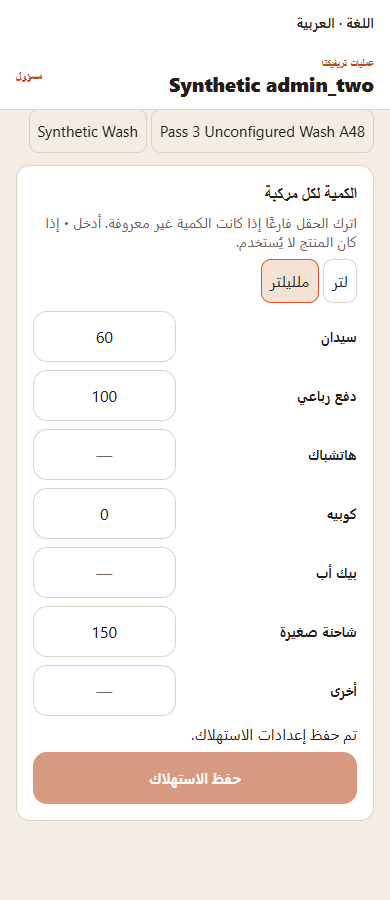 اللغة · العربية
عمليات تريفيكتا
مسؤول
Synthetic admin_two
Pass 3 Unconfigured Wash A48
Synthetic Wash
الكمية لكل مركبة
اترك الحقل فارغًا إذا كانت الكمية غير معروفة. أدخل ٠ إذا
كان المنتج لا يُستخدم.
لتر
ملليلتر
سيدان
60
دفع رباعي
100
هاتشباك
—
كوبيه
0
بيك أب
—
شاحنة صغيرة
150
أخرى
—
تم حفظ إعدادات الاستهلاك.
حفظ الاستهلاك